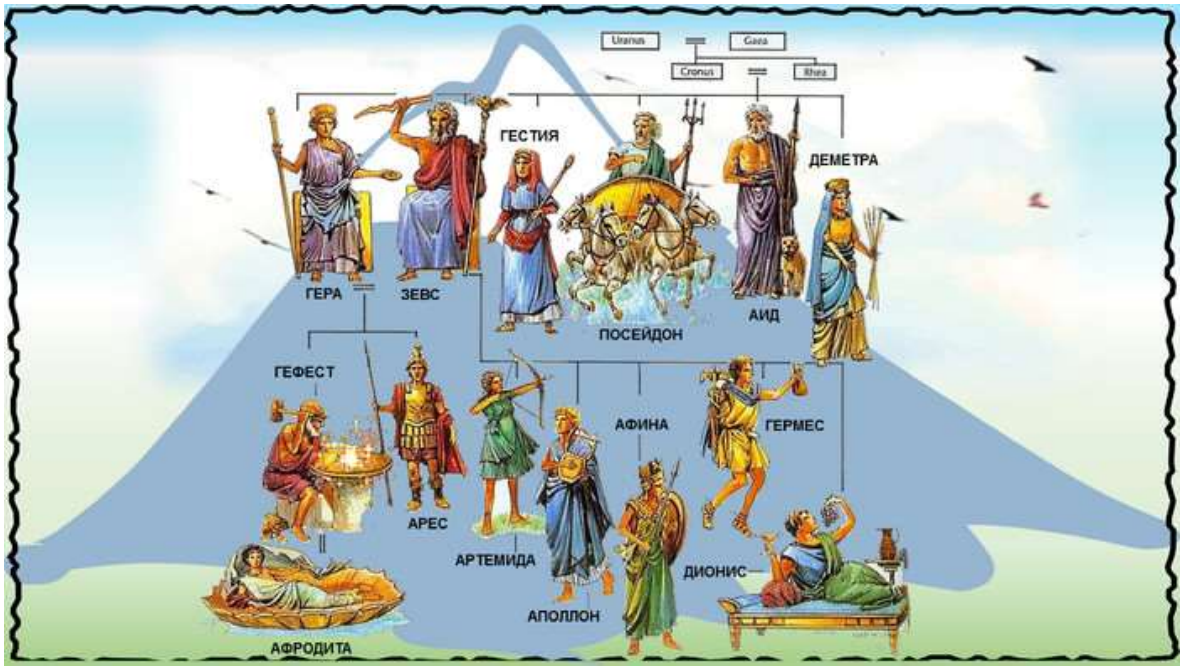 Uranus
Gaea
Cronus
Rhea
ГЕСТИЯ
ДЕМЕТРА
ГЕРА
ЗЕВС
ПОСЕЙДОН
АИД
ГЕФЕСТ
АФИНА
ГЕРМЕС
АРЕС
АРТЕМИДА
ДИОНИС
АПОЛЛОН
АФРОДИТА